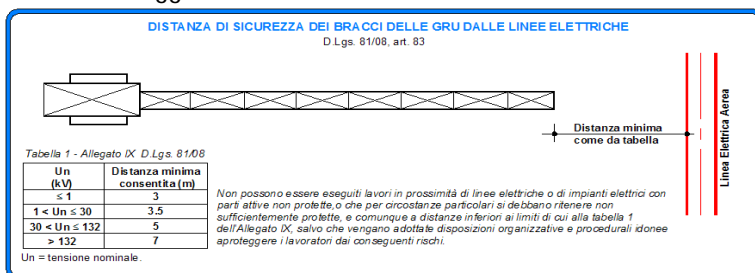 DISTANZA DI SICUREZZA DEI BRACCI DELLE GRU DALLE LINEE ELETTRICHE
D.Lgs. 81/08, art. 83
Distanza minima
come da tabella
Linea Elettrica Aerea
Tabella 1 - Allegato IX D.Lgs. 81/08
Un (kV) Distanza minima consentita (m)
≤ 1 3
1 < Un ≤ 30 3.5
30 < Un ≤ 132 5
> 132 7
Un = tensione nominale.
Non possono essere eseguiti lavori in prossimità di linee elettriche o di impianti elettrici con
parti attive non protette,o che per circostanze particolari si debbano ritenere non
sufficientemente protette, e comunque a distanze inferiori ai limiti di cui alla tabella 1
dell'Allegato IX, salvo che vengano adottate disposizioni organizzative e procedurali idonee
aproteggere i lavoratori dai conseguenti rischi.